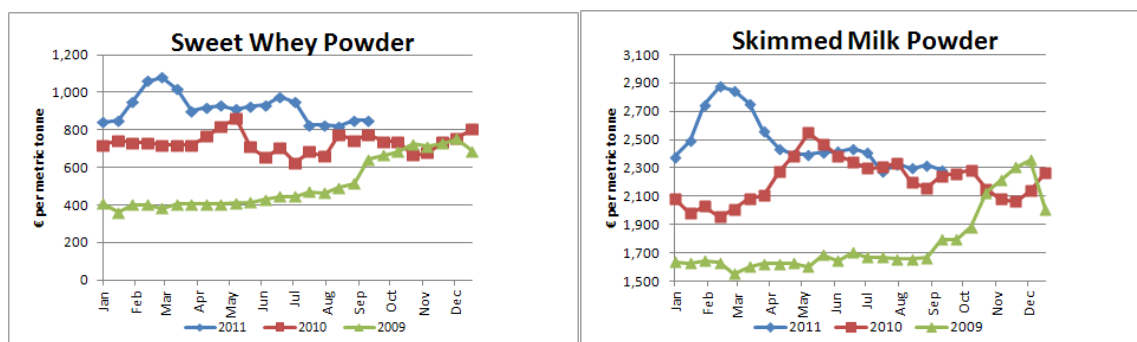 Sweet Whey Powder
€ per metric tonne
1,200
1,000
800
600
400
200
0
Jan
Feb
Mar
Apr
May
Jun
Jul
Aug
Sep
Oct
Nov
Dec
2011
2010
2009
Skimmed Milk Powder
€ per metric tonne
3,100
2,900
2,700
2,500
2,300
2,100
1,900
1,700
1,500
Jan
Feb
Mar
Apr
May
Jun
Jul
Aug
Sep
Oct
Nov
Dec
2011
2010
2009